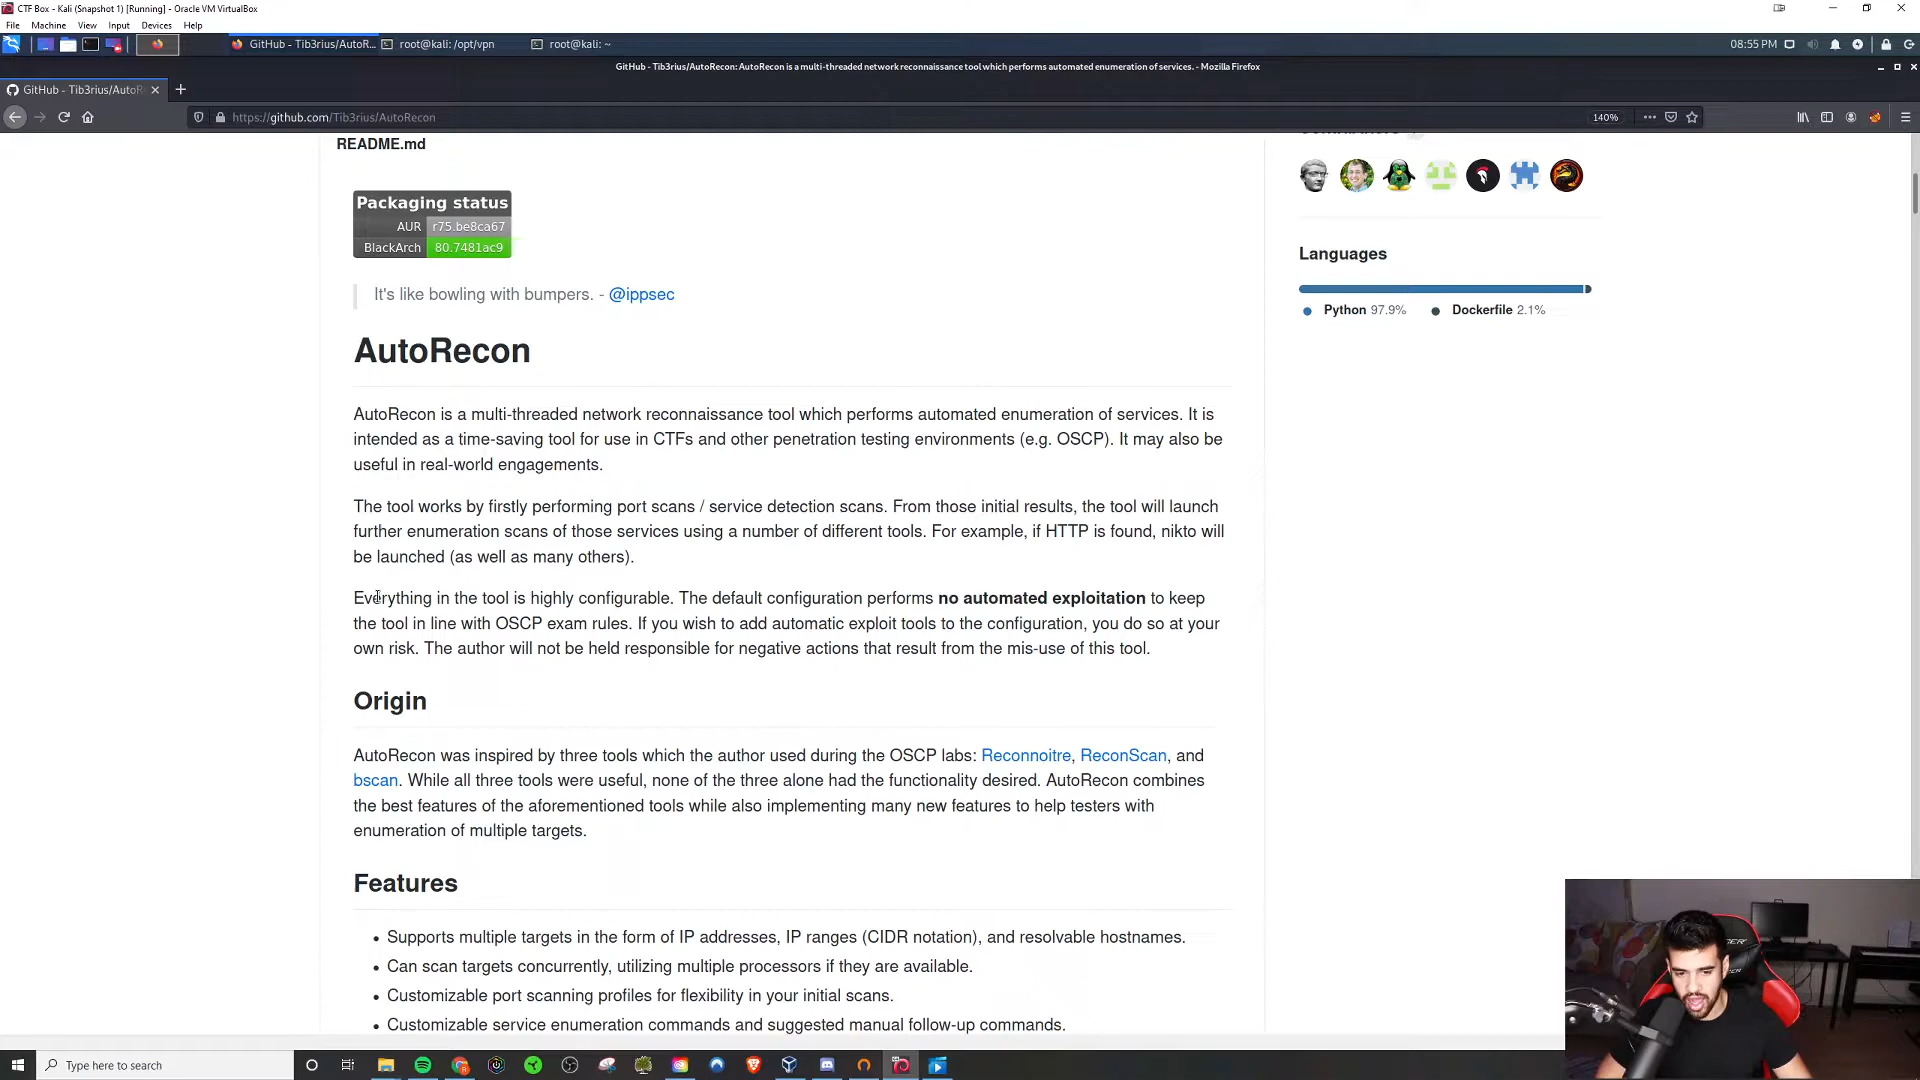 CTF Box - Kali (Snapshot 1) [Running] - Oracle VM VirtualBox
File Machine View Input Devices Help
GitHub - Tib3rius/AutoR... root@kali: /opt/vpn root@kali: ~ 08:55 PM
GitHub - Tib3rius/AutoRecon: AutoRecon is a multi-threaded network reconnaissance tool which performs automated enumeration of services. - Mozilla Firefox
GitHub - Tib3rius/AutoR
https://github.com/Tib3rius/AutoRecon 140%
README.md
Packaging status
AUR r75.be8ca67
BlackArch 80.7481ac9
It's like bowling with bumpers. - @ippsec
AutoRecon
AutoRecon is a multi-threaded network reconnaissance tool which performs automated enumeration of services. It is
intended as a time-saving tool for use in CTFs and other penetration testing environments (e.g. OSCP). It may also be
useful in real-world engagements.
The tool works by firstly performing port scans / service detection scans. From those initial results, the tool will launch
further enumeration scans of those services using a number of different tools. For example, if HTTP is found, nikto will
be launched (as well as many others).
Everything in the tool is highly configurable. The default configuration performs no automated exploitation to keep
the tool in line with OSCP exam rules. If you wish to add automatic exploit tools to the configuration, you do so at your
own risk. The author will not be held responsible for negative actions that result from the mis-use of this tool.
Origin
AutoRecon was inspired by three tools which the author used during the OSCP labs: Reconnoitre, ReconScan, and
bscan. While all three tools were useful, none of the three alone had the functionality desired. AutoRecon combines
the best features of the aforementioned tools while also implementing many new features to help testers with
enumeration of multiple targets.
Features
• Supports multiple targets in the form of IP addresses, IP ranges (CIDR notation), and resolvable hostnames.
• Can scan targets concurrently, utilizing multiple processors if they are available.
• Customizable port scanning profiles for flexibility in your initial scans.
• Customizable service enumeration commands and suggested manual follow-up commands.
Languages
Python 97.9% Dockerfile 2.1%
Type here to search